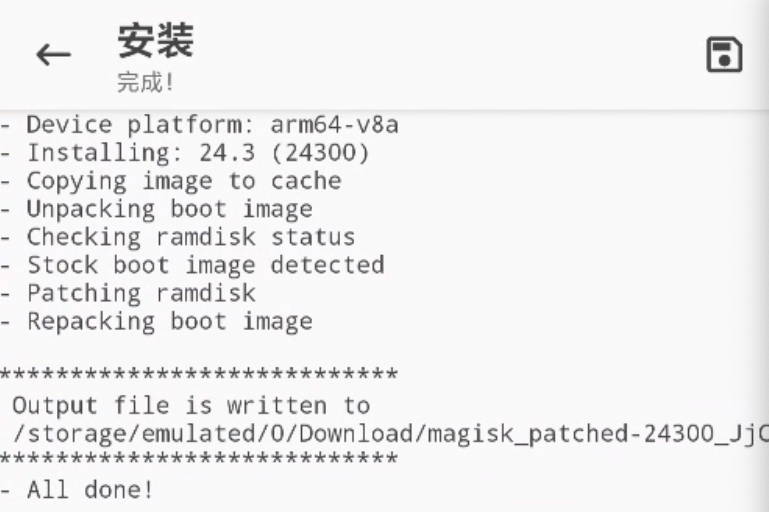 安装
完成!
- Device platform: arm64-v8a
- Installing: 24.3 (24300)
- Copying image to cache
- Unpacking boot image
- Checking ramdisk status
- Stock boot image detected
- Patching ramdisk
- Repacking boot image
****************************
Output file is written to
/storage/emulated/0/Download/magisk_patched-24300_JjC
****************************
- All done!